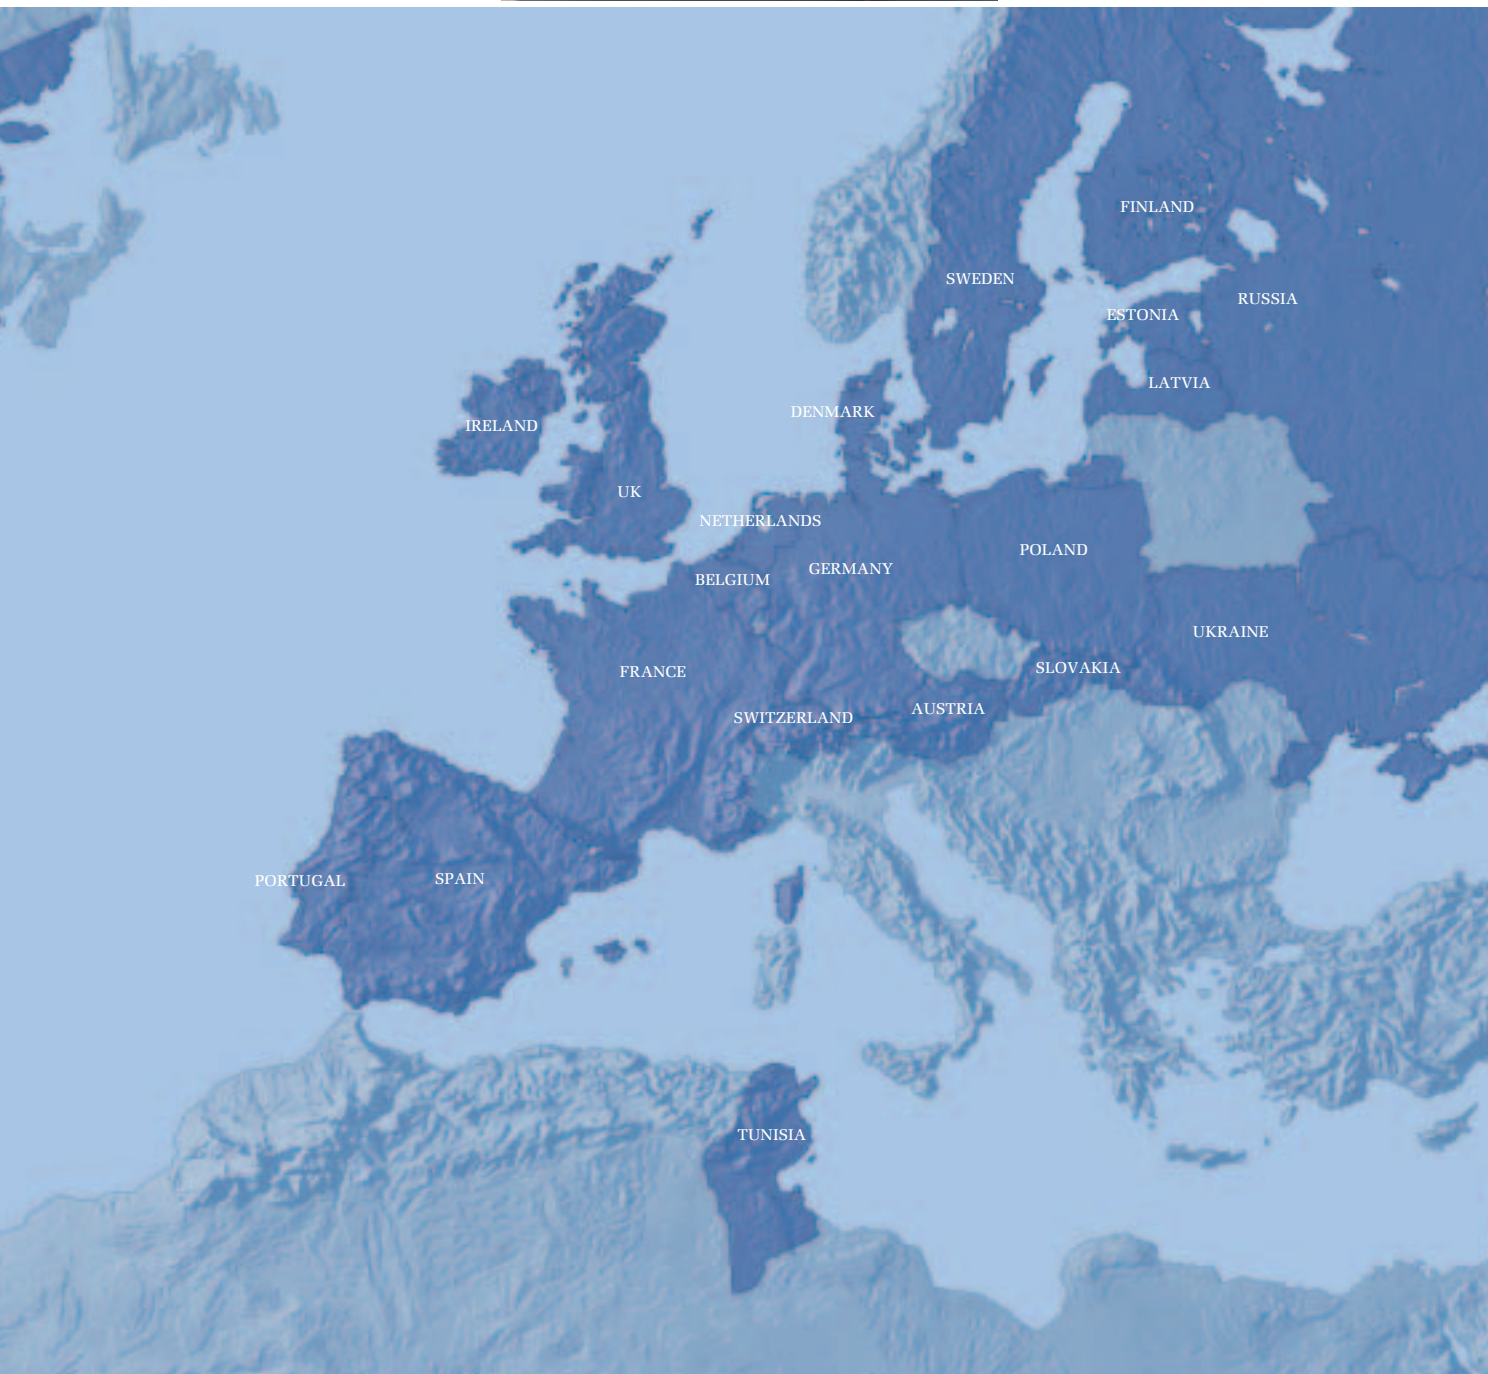 FINLAND
SWEDEN
RUSSIA
ESTONIA
LATVIA
DENMARK
IRELAND
UK
NETHERLANDS
POLAND
GERMANY
BELGIUM
UKRAINE
SLOVAKIA
FRANCE
AUSTRIA
SWITZERLAND
SPAIN
PORTUGAL
TUNISIA